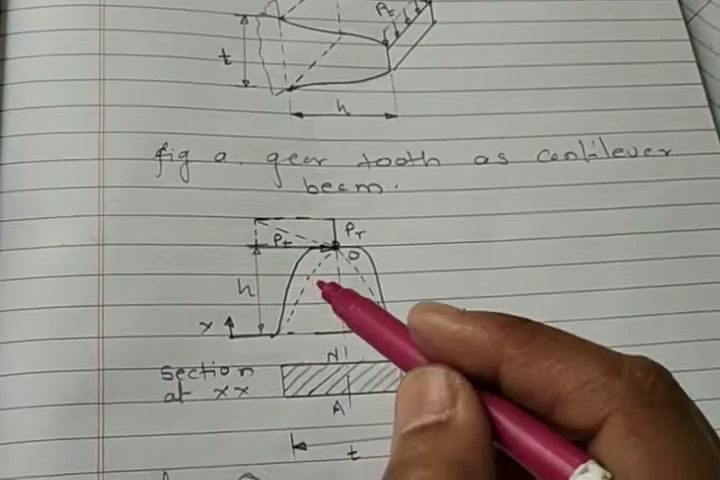 Pt
t
h
fig a. gear tooth as cantilever
beam.
Pr
Pt
O
h
x
N
section
at xx
A
t